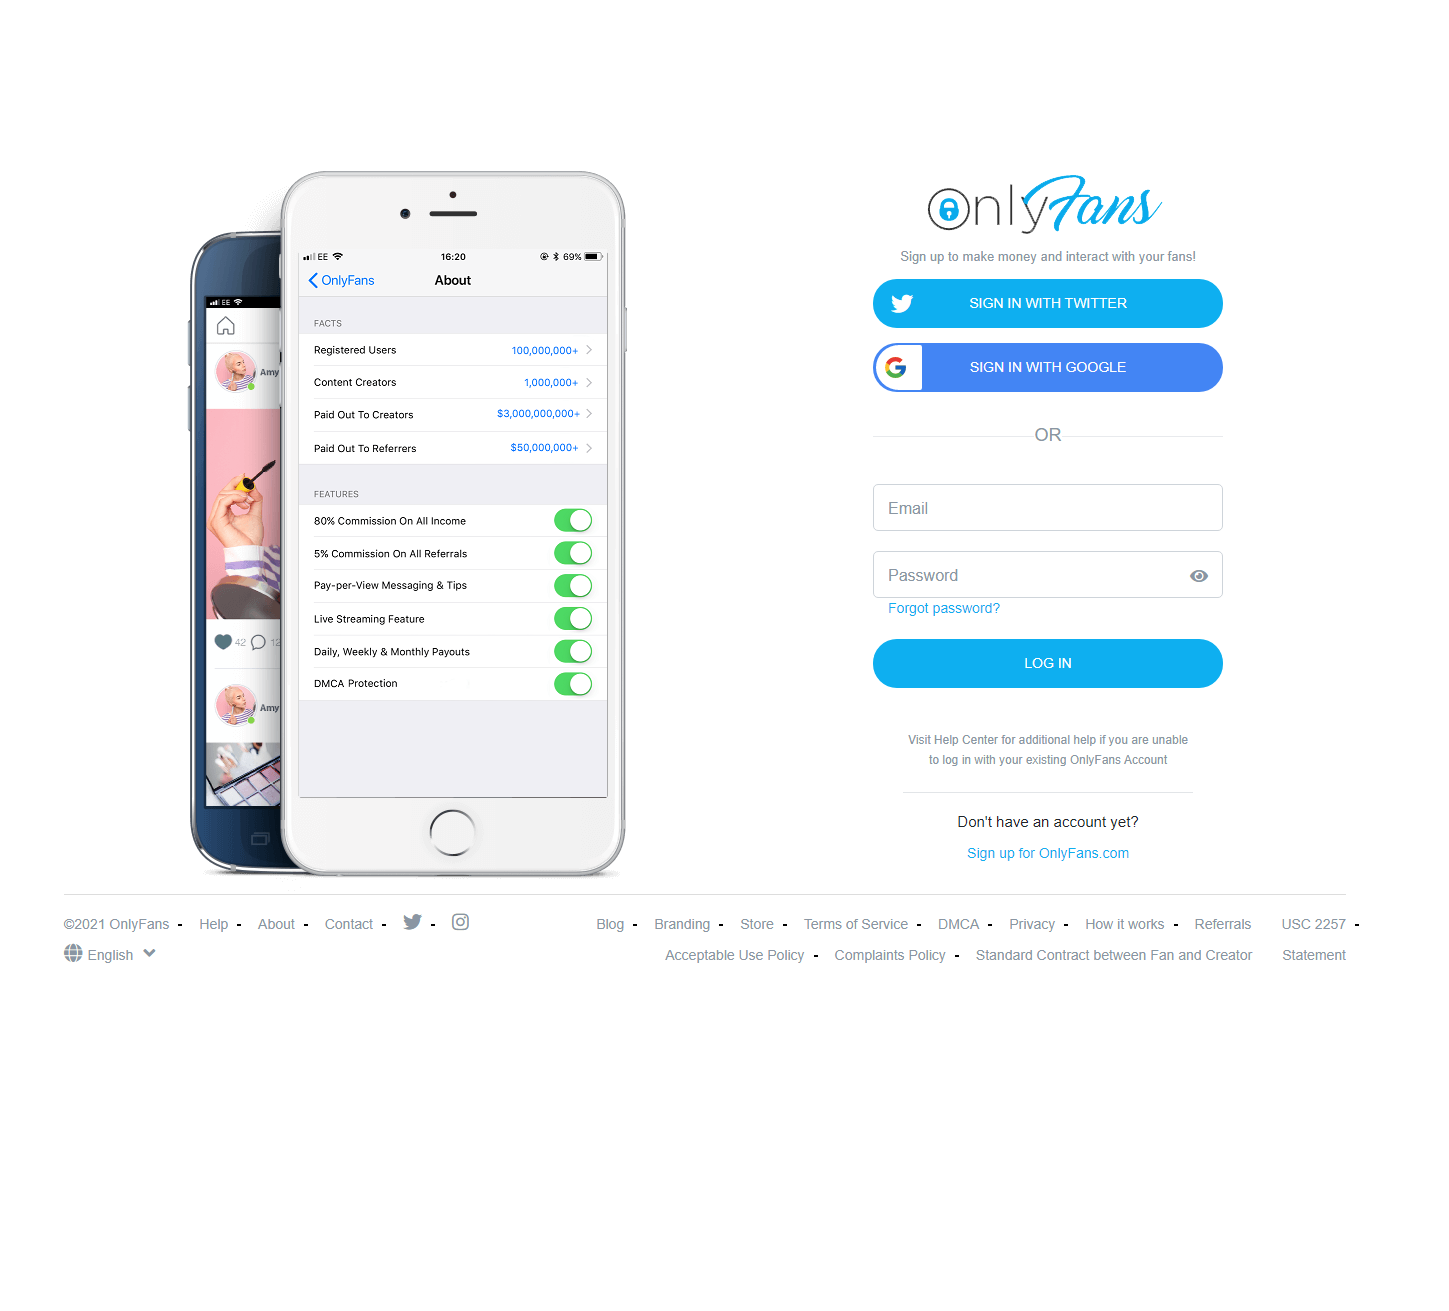 EE
Amy
42
12
Amy
EE
16:20
69%
OnlyFans
About
FACTS
Registered Users 100,000,000+
Content Creators 1,000,000+
Paid Out To Creators $3,000,000,000+
Paid Out To Referrers $50,000,000+
FEATURES
80% Commission On All Income
5% Commission On All Referrals
Pay-per-View Messaging & Tips
Live Streaming Feature
Daily, Weekly & Monthly Payouts
DMCA Protection
OnlyFans
Sign up to make money and interact with your fans!
SIGN IN WITH TWITTER
SIGN IN WITH GOOGLE
OR
Email
Password
Forgot password?
LOG IN
Visit Help Center for additional help if you are unable
to log in with your existing OnlyFans Account
Don't have an account yet?
Sign up for OnlyFans.com
©2021 OnlyFans - Help - About - Contact - -
English
Blog - Branding - Store - Terms of Service - DMCA - Privacy - How it works - Referrals
Acceptable Use Policy - Complaints Policy - Standard Contract between Fan and Creator
USC 2257 -
Statement